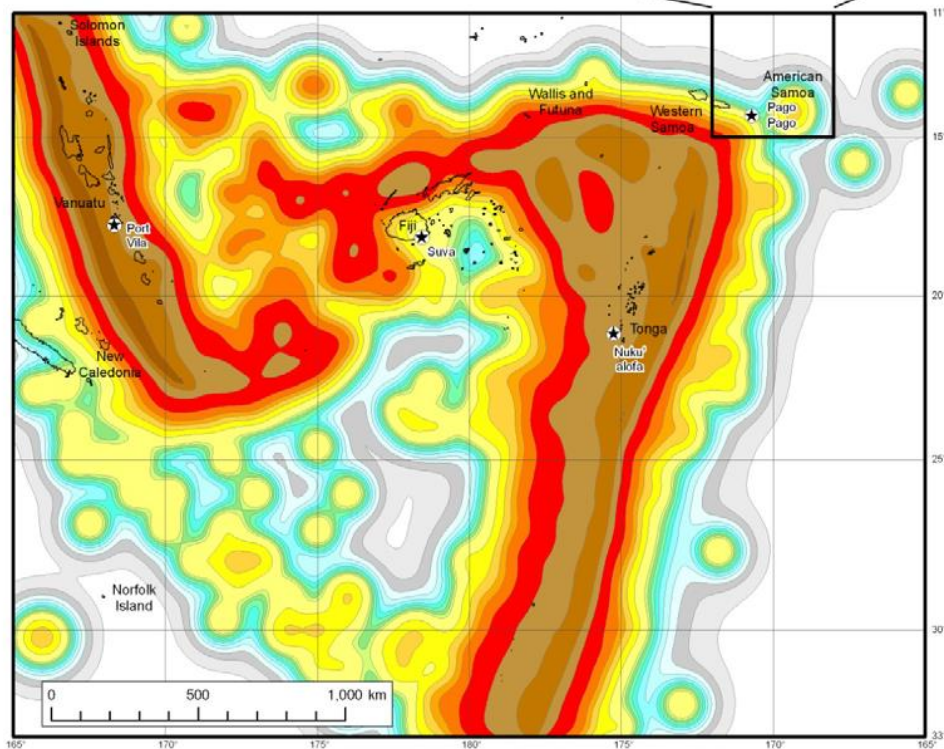 11°
Solomon
Islands
American
Samoa
Wallis and
Futuna
Western
Samoa
Pago
Pago
15°
Vanuatu
Port
Vila
Fiji
Suva
20°
Tonga
Nuku'
alofa
New
Caledonia
25°
Norfolk
Island
30°
0 500 1,000 km
33°
165° 170° 175° 180° 175° 170° 165°